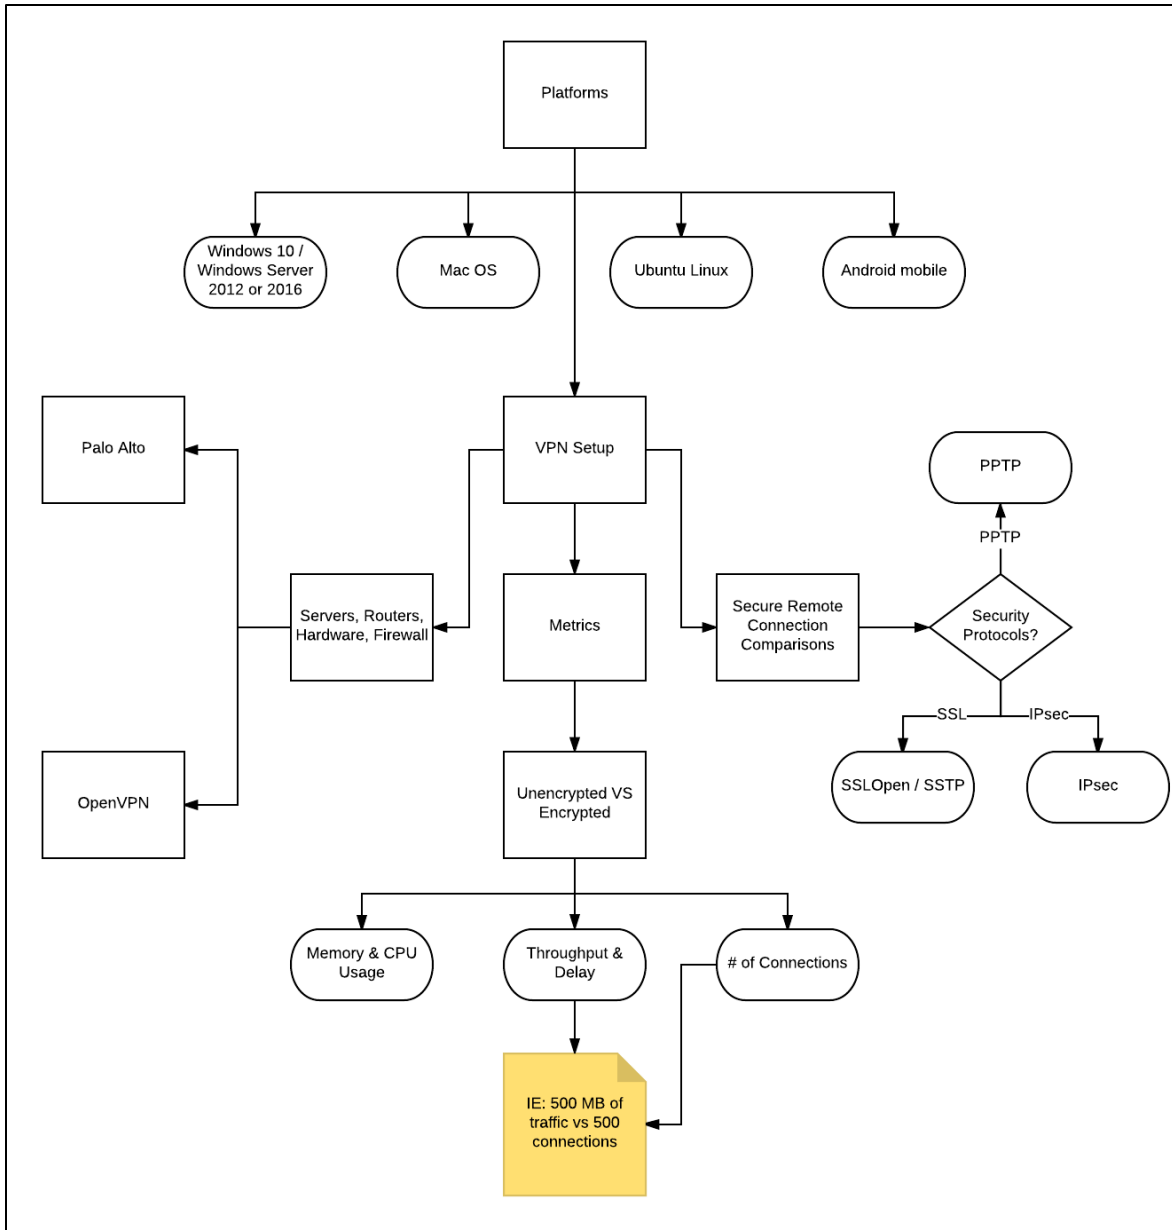 Platforms
Windows 10 /
Windows Server
2012 or 2016
Mac OS
Ubuntu Linux
Android mobile
Palo Alto
VPN Setup
PPTP
PPTP
Servers, Routers,
Hardware, Firewall
Metrics
Secure Remote
Connection
Comparisons
Security
Protocols?
SSL
IPsec
OpenVPN
Unencrypted VS
Encrypted
SSLOpen / SSTP
IPsec
Memory & CPU
Usage
Throughput &
Delay
# of Connections
IE: 500 MB of
traffic vs 500
connections